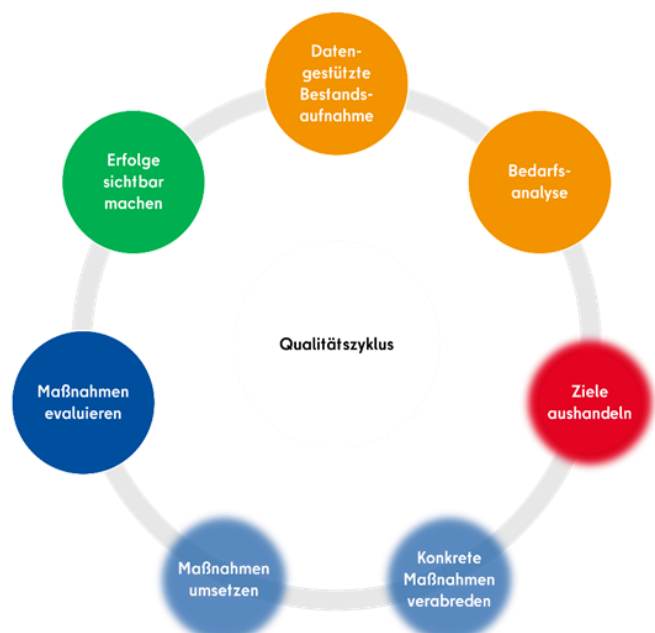 Daten-
gestützte
Bestands-
aufnahme
Bedarfs-
analyse
Ziele
aushandeln
Konkrete
Maßnahmen
verabreden
Maßnahmen
umsetzen
Maßnahmen
evaluieren
Erfolge
sichtbar
machen
Qualitätszyklus